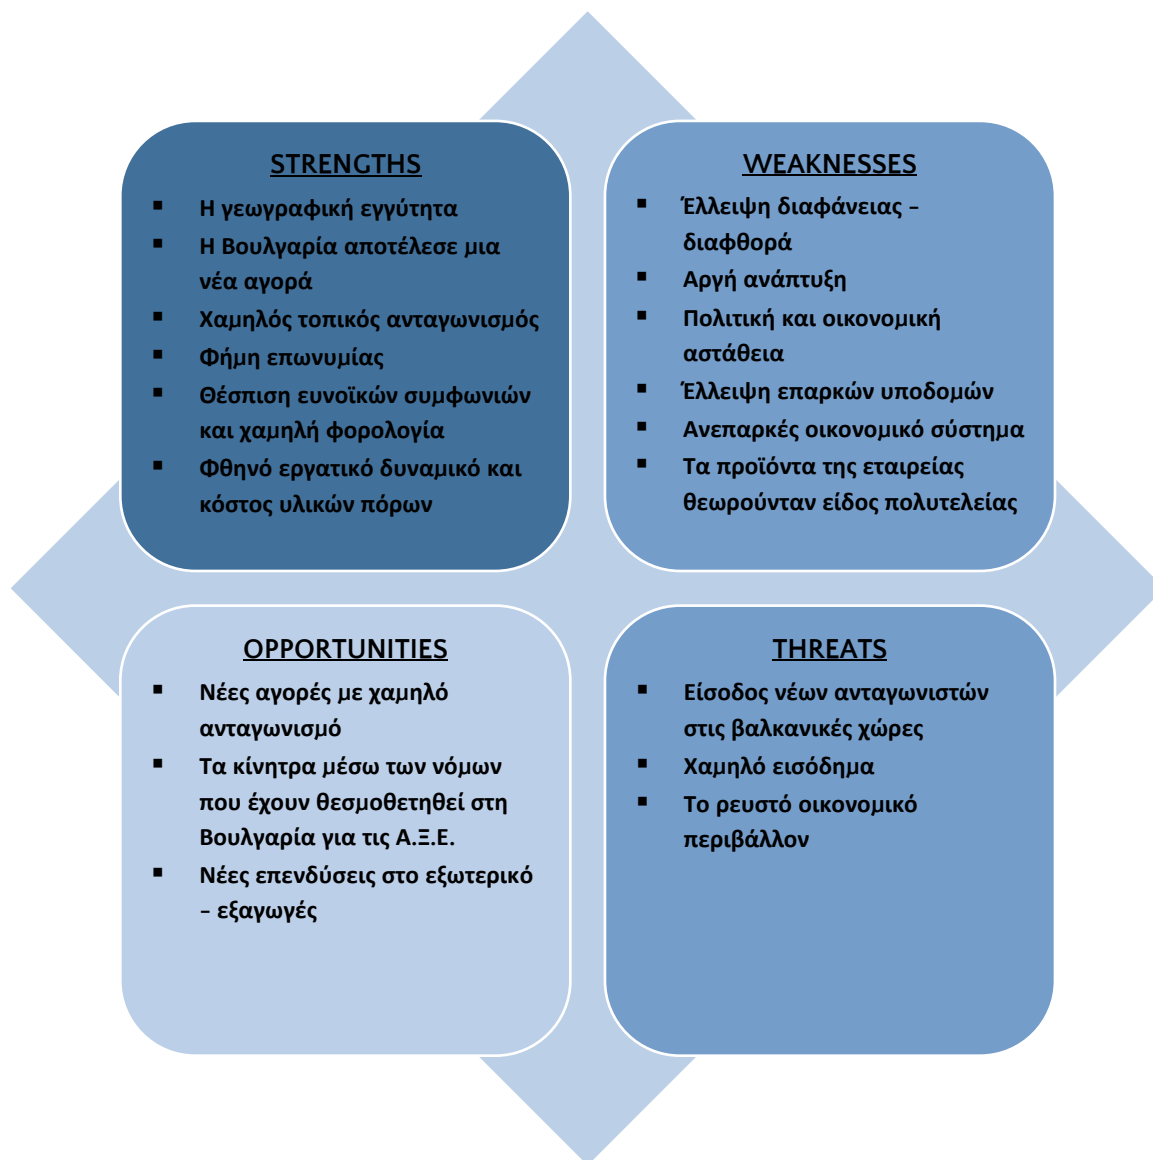 STRENGTHS
▪ Η γεωγραφική εγγύτητα
▪ Η Βουλγαρία αποτέλεσε μια
νέα αγορά
▪ Χαμηλός τοπικός ανταγωνισμός
▪ Φήμη επωνυμίας
▪ Θέσπιση ευνοϊκών συμφωνιών
και χαμηλή φορολογία
▪ Φθηνό εργατικό δυναμικό και
κόστος υλικών πόρων
WEAKNESSES
▪ Έλλειψη διαφάνειας –
διαφθορά
▪ Αργή ανάπτυξη
▪ Πολιτική και οικονομική
αστάθεια
▪ Έλλειψη επαρκών υποδομών
▪ Ανεπαρκές οικονομικό σύστημα
▪ Τα προϊόντα της εταιρείας
θεωρούνταν είδος πολυτελείας
OPPORTUNITIES
▪ Νέες αγορές με χαμηλό
ανταγωνισμό
▪ Τα κίνητρα μέσω των νόμων
που έχουν θεσμοθετηθεί στη
Βουλγαρία για τις Α.Ξ.Ε.
▪ Νέες επενδύσεις στο εξωτερικό
– εξαγωγές
THREATS
▪ Είσοδος νέων ανταγωνιστών
στις βαλκανικές χώρες
▪ Χαμηλό εισόδημα
▪ Το ρευστό οικονομικό
περιβάλλον